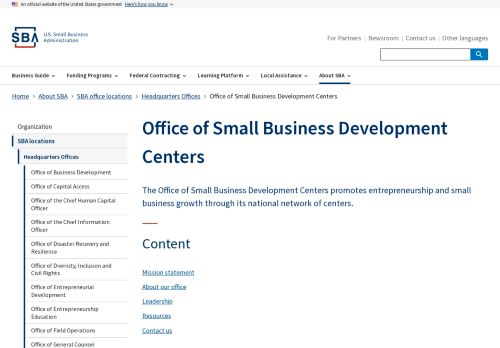 An official website of the United States government Here's how you know
SBA U.S. Small Business
Administration
For Partners Newsroom Contact us Other languages
Business Guide Funding Programs Federal Contracting Learning Platform Local Assistance About SBA
Home About SBA SBA office locations Headquarters Offices Office of Small Business Development Centers
Organization
SBA locations
Headquarters Offices
Office of Business Development
Office of Capital Access
Office of the Chief Human Capital
Officer
Office of the Chief Information
Officer
Office of Disaster Recovery and
Resilience
Office of Diversity, Inclusion and
Civil Rights
Office of Entrepreneurial
Development
Office of Entrepreneurship
Education
Office of Field Operations
Office of General Counsel
Office of Small Business Development
Centers
The Office of Small Business Development Centers promotes entrepreneurship and small
business growth through its national network of centers.
Content
Mission statement
About our office
Leadership
Resources
Contact us